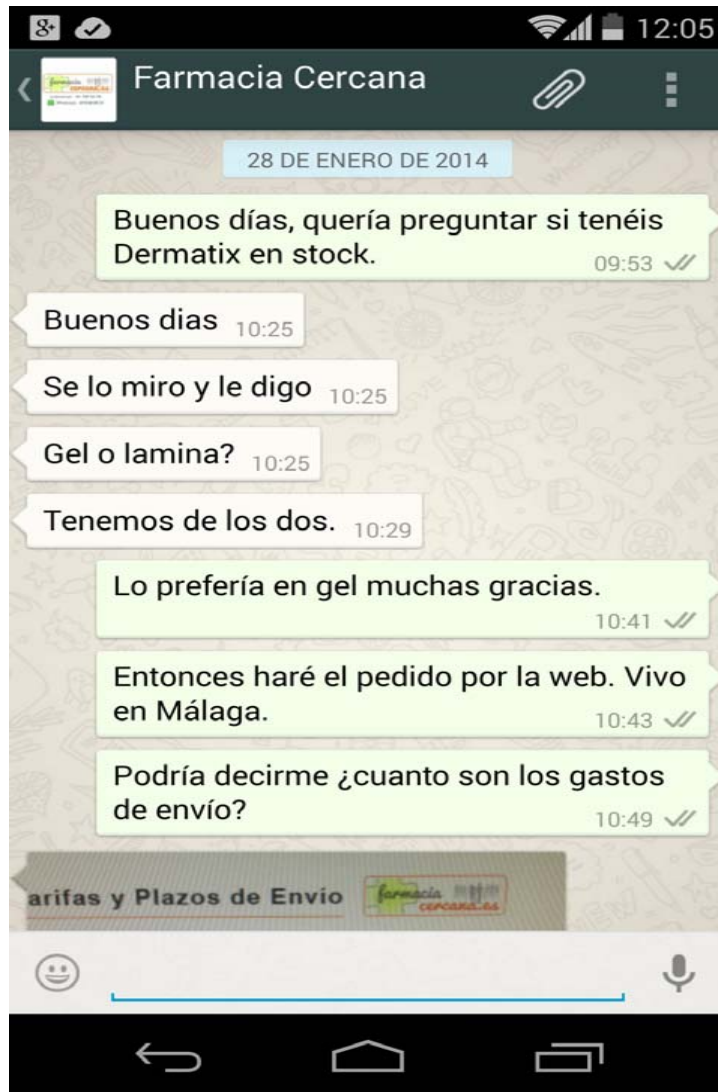 8+
12:05
Farmacia Cercana
28 DE ENERO DE 2014
Buenos días, quería preguntar si tenéis
Dermatix en stock.
09:53
Buenos dias 10:25
Se lo miro y le digo 10:25
Gel o lamina? 10:25
Tenemos de los dos. 10:29
Lo prefería en gel muchas gracias.
10:41
Entonces haré el pedido por la web. Vivo
en Málaga.
10:43
Podría decirme ¿cuanto son los gastos
de envío?
10:49
arifas y Plazos de Envío
farmacia
cercana.es